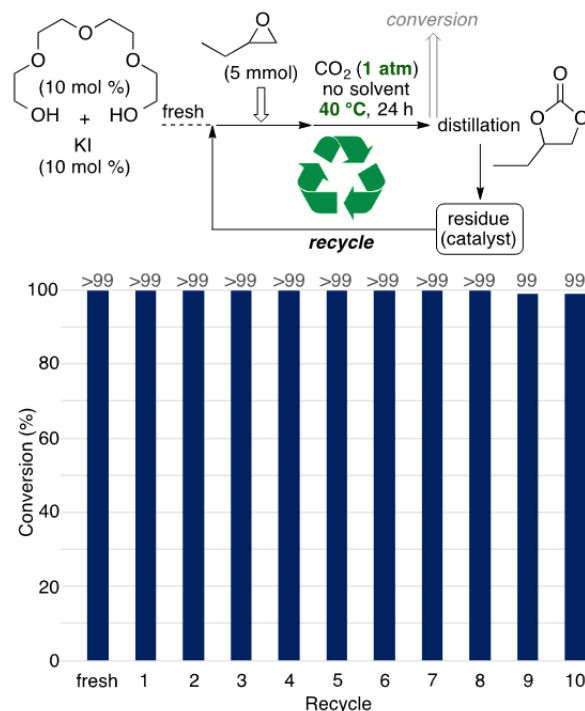 O
(10 mol %)
OH HO
+
KI
(10 mol %)
fresh
O
(5 mmol)
conversion
CO2 (1 atm)
no solvent
40 °C, 24 h
distillation
O
O O
residue
(catalyst)
recycle
>99 >99 >99 >99 >99 >99 >99 >99 >99 99 99
100
80
60
40
20
0
Conversion (%)
fresh 1 2 3 4 5 6 7 8 9 10
Recycle